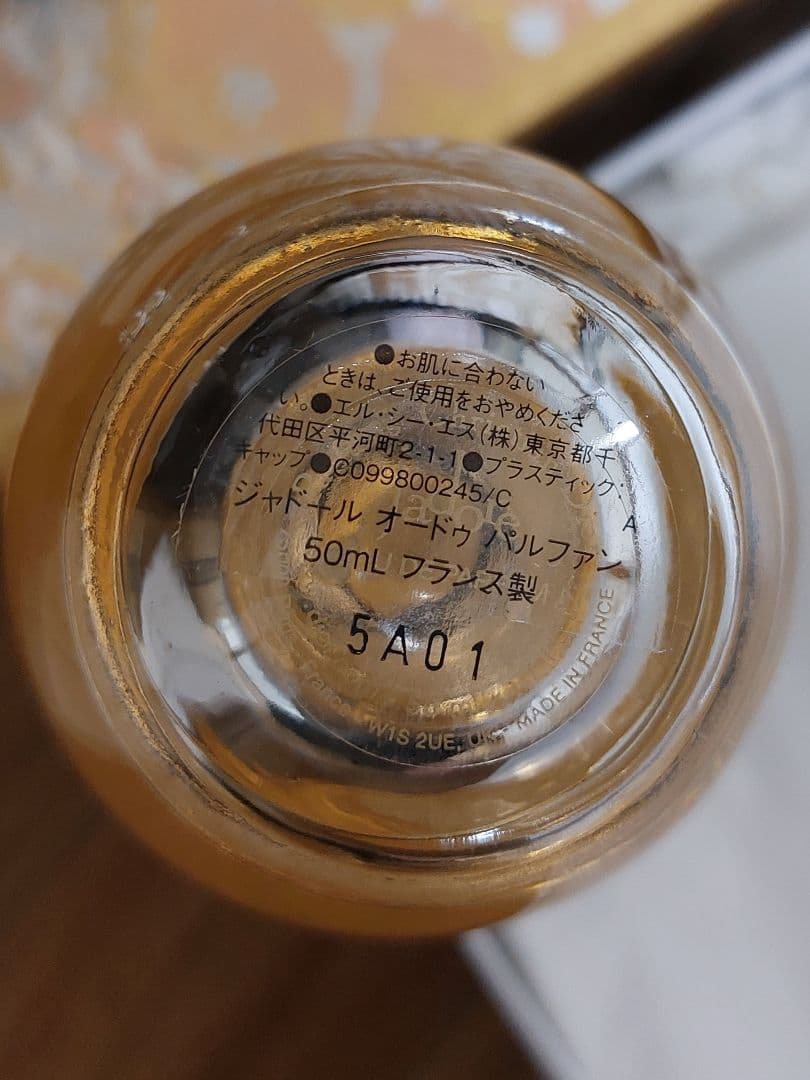 ●お肌に合わない
ときは、ご使用をおやめくださ
い。●エル・シー・エス(株)東京都千
代田区平河町2-1-1●プラスティック:
キャップ●C099800245/C
A
ジャドール オードゥ パルファン
50mL フランス製
5A01
France W1S 2UE, UK MADE IN FRANCE